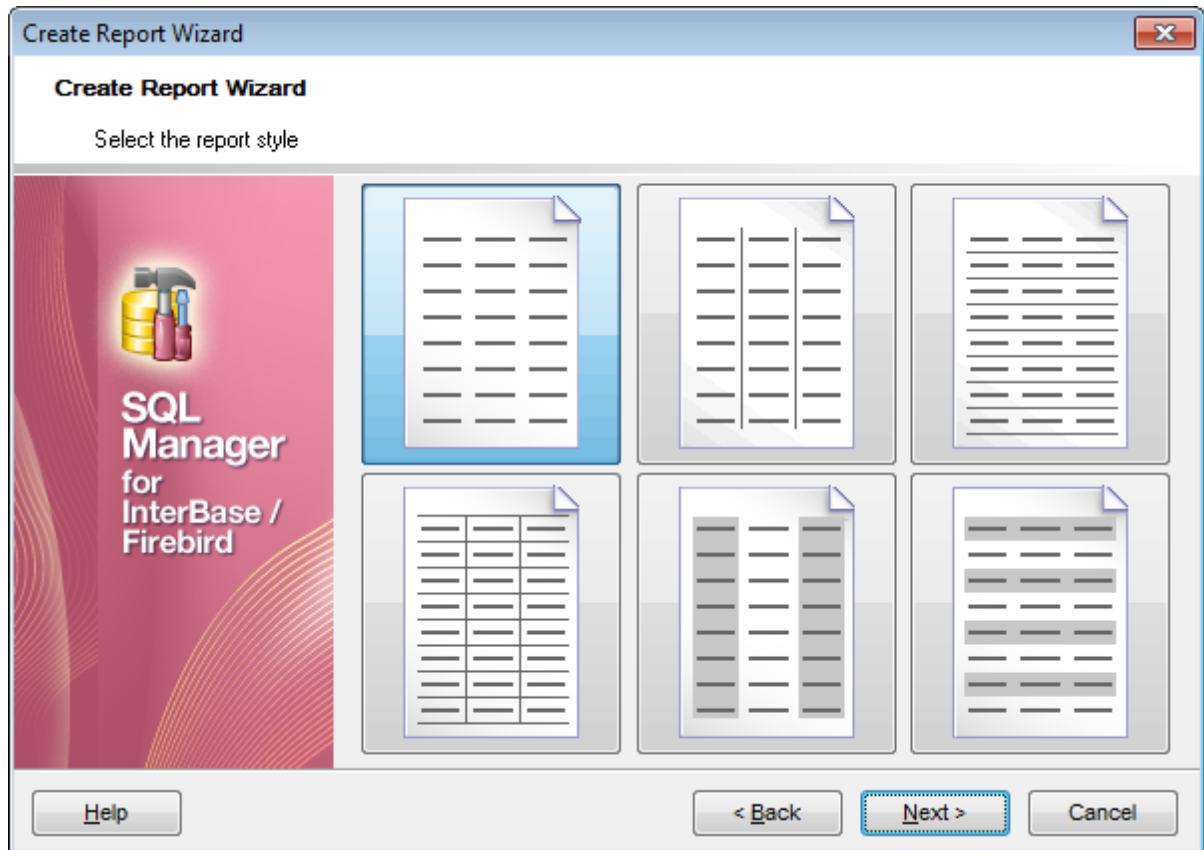 Create Report Wizard
Create Report Wizard
Select the report style
SQL
Manager
for
InterBase /
Firebird
Help
< Back
Next >
Cancel